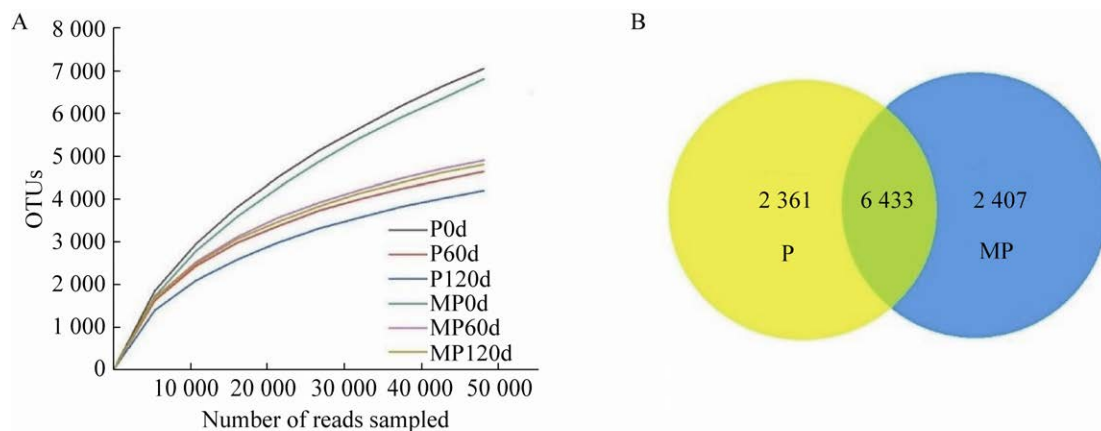 A
8 000
7 000
6 000
5 000
4 000
3 000
2 000
1 000
0
OTUs
P0d
P60d
P120d
MP0d
MP60d
MP120d
10 000 20 000 30 000 40 000 50 000
Number of reads sampled
B
2 361 6 433 2 407
P MP